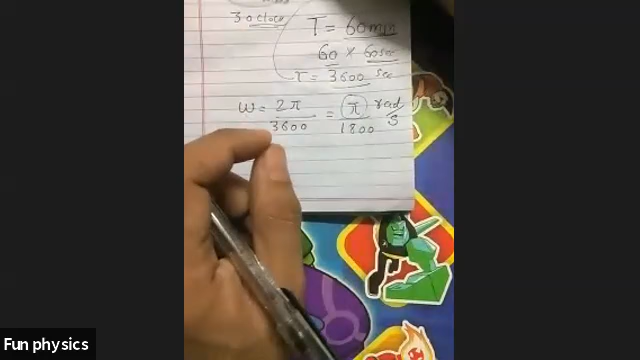 3 o clock
T = 60 min
60 × 60 sec
T = 3600 sec
ω = 2π/3600 = π/1800 rad/s
Fun physics